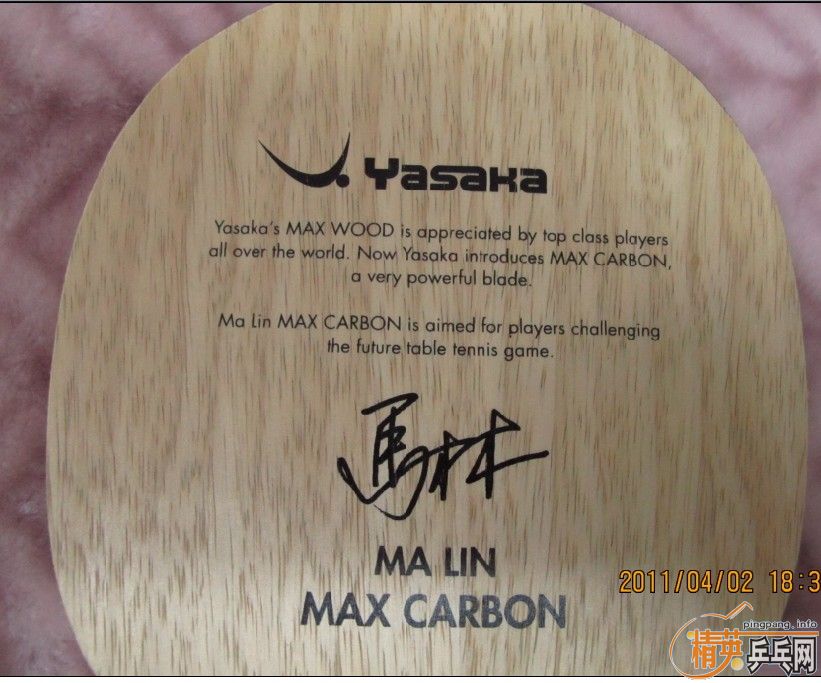 Yasaka
Yasaka's MAX WOOD is appreciated by top class players
all over the world. Now Yasaka introduces MAX CARBON,
a very powerful blade.
Ma Lin MAX CARBON is aimed for players challenging
the future table tennis game.
馬林
MA LIN
MAX CARBON
2011/04/02 18:3
pingpang.info
精英乒乓网